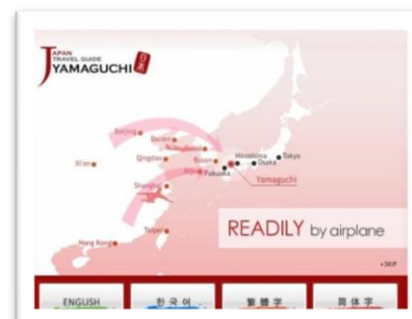 JAPAN
TRAVEL GUIDE
YAMAGUCHI
Beijing
Dalian
Xi'an
Qingdao
Busan
Hiroshima
Tokyo
Osaka
Fukuoka
Yamaguchi
Shanghai
READILY by airplane
Taipei
Hong Kong
SKIP
ENGLISH
한국어
繁體字
简体字